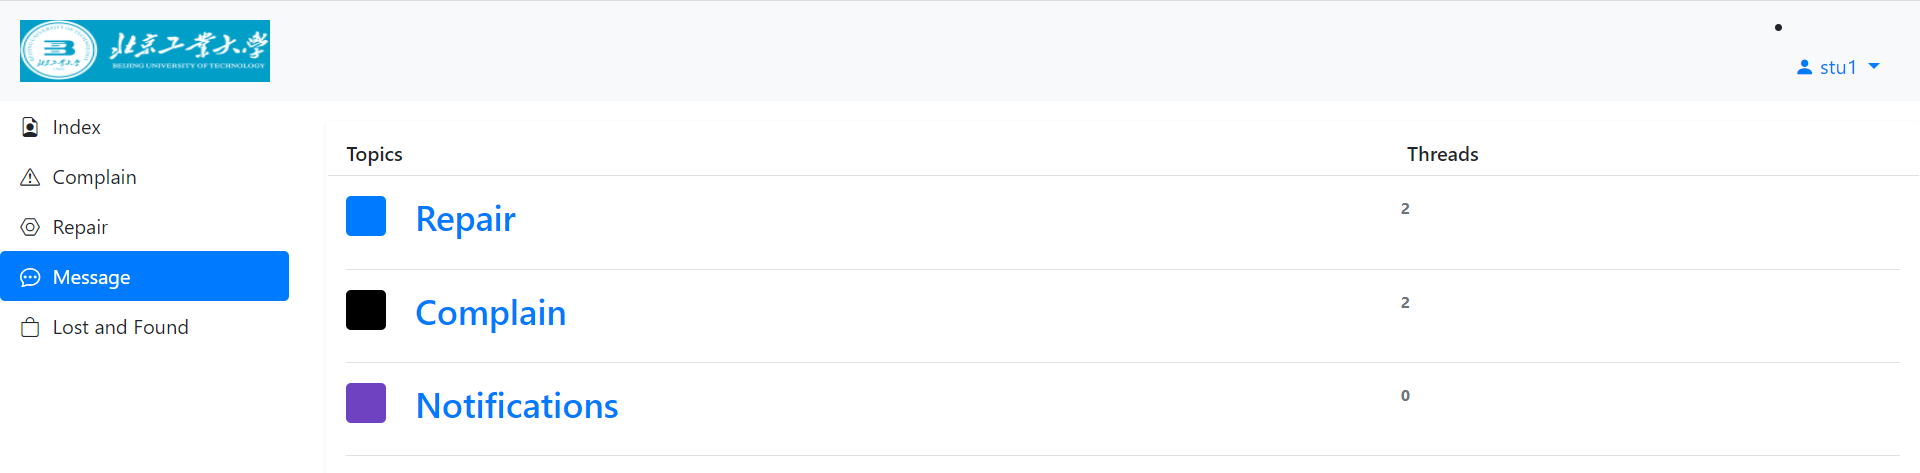 北京工业大学
BEIJING UNIVERSITY OF TECHNOLOGY
stu1
Index
Complain
Repair
Message
Lost and Found
Topics Threads
Repair 2
Complain 2
Notifications 0